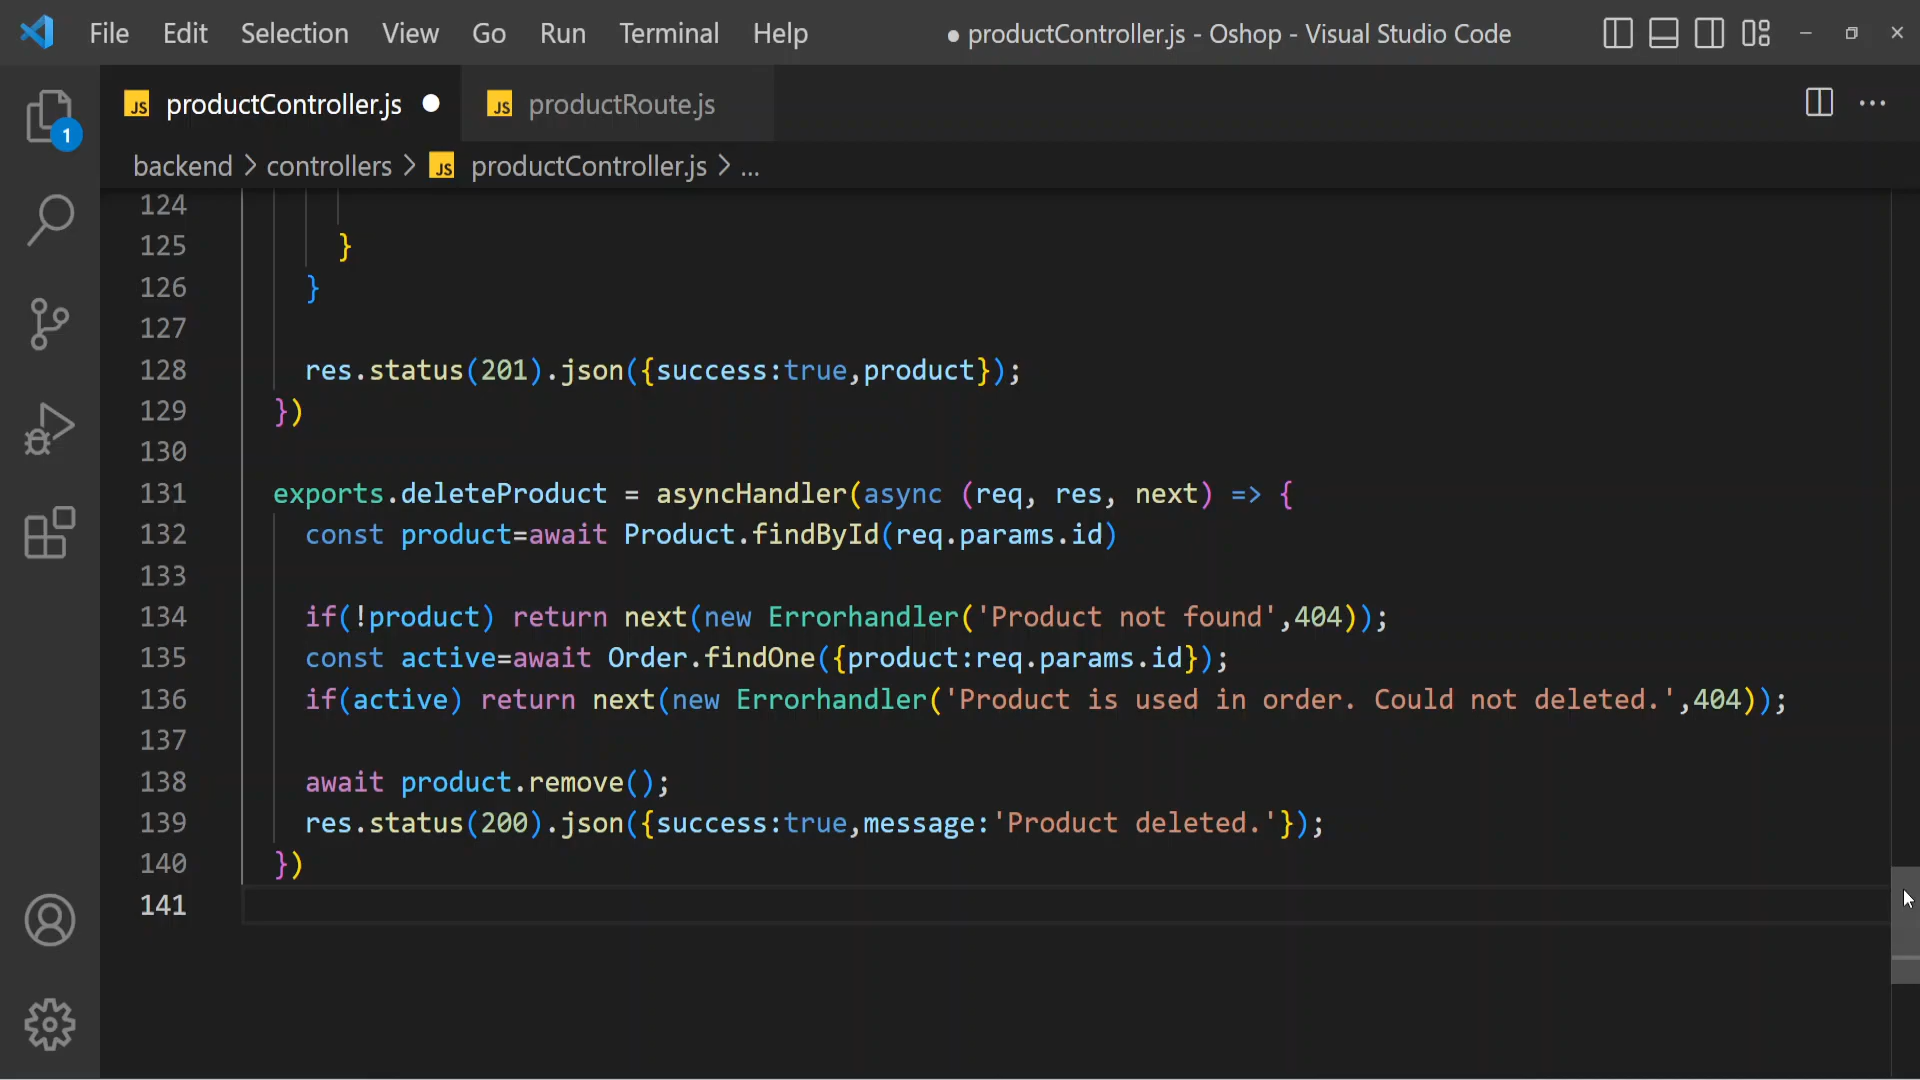 File Edit Selection View Go Run Terminal Help ● productController.js - Oshop - Visual Studio Code
JS productController.js ● JS productRoute.js
1
backend > controllers > JS productController.js > ...
124
125 }
126 }
127
128 res.status(201).json({success:true,product});
129 })
130
131 exports.deleteProduct = asyncHandler(async (req, res, next) => {
132 const product=await Product.findById(req.params.id)
133
134 if(!product) return next(new Errorhandler('Product not found',404));
135 const active=await Order.findOne({product:req.params.id});
136 if(active) return next(new Errorhandler('Product is used in order. Could not deleted.',404));
137
138 await product.remove();
139 res.status(200).json({success:true,message:'Product deleted.'});
140 })
141